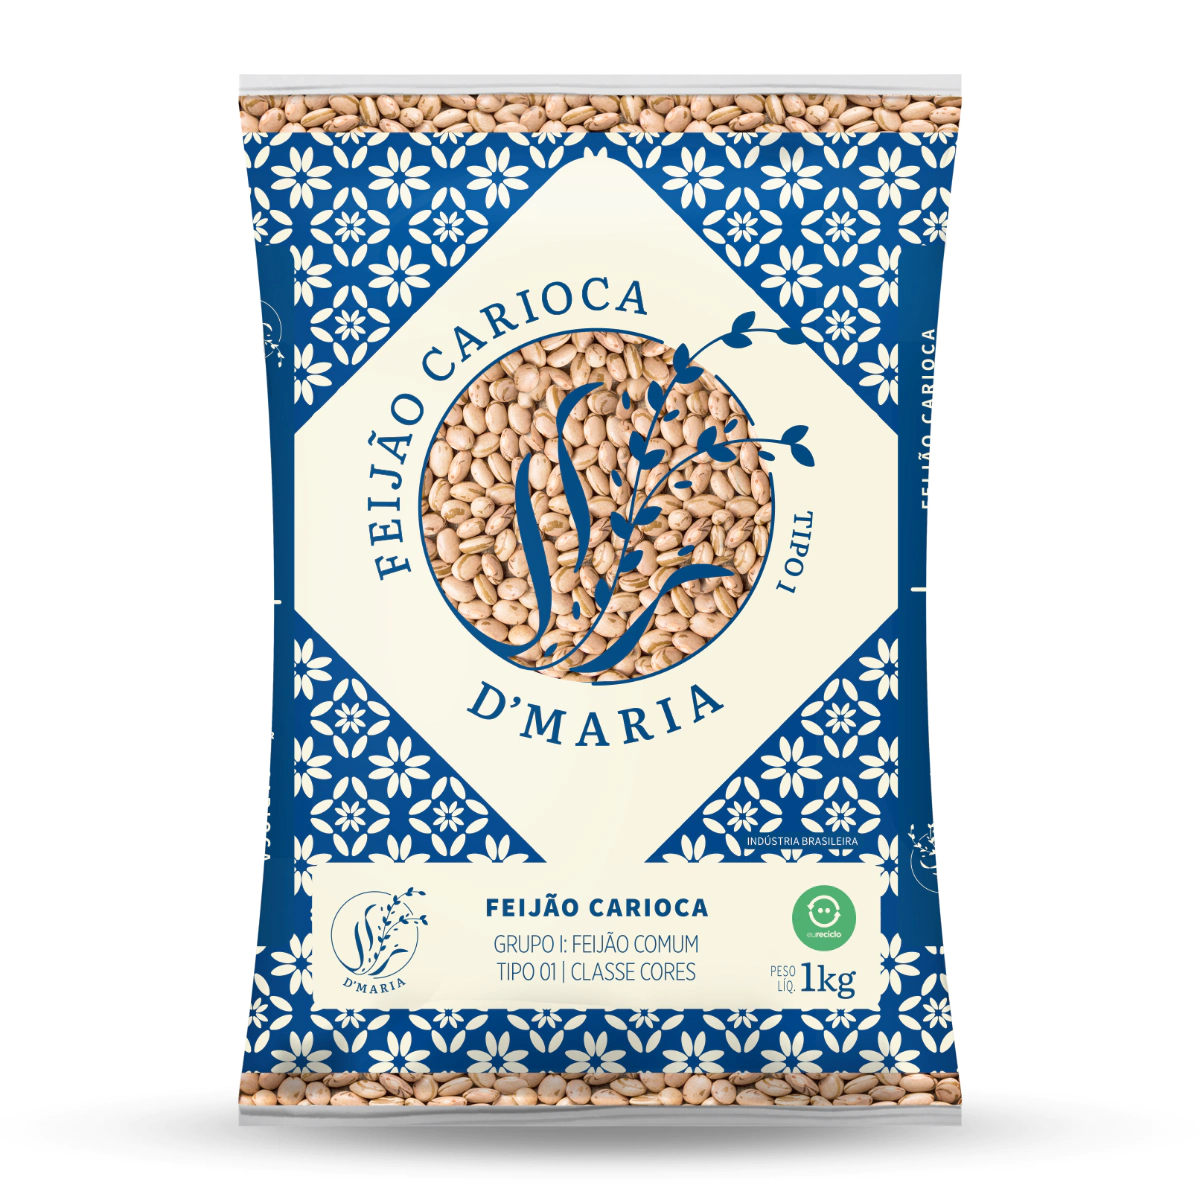 FEIJÃO CARIOCA
TIPO 1
D'MARIA
FEIJÃO CARIOCA
INDÚSTRIA BRASILEIRA
FEIJÃO CARIOCA
GRUPO I: FEIJÃO COMUM
TIPO 01 | CLASSE CORES
D'MARIA
eureciclo
PESO
LÍQ. 1kg